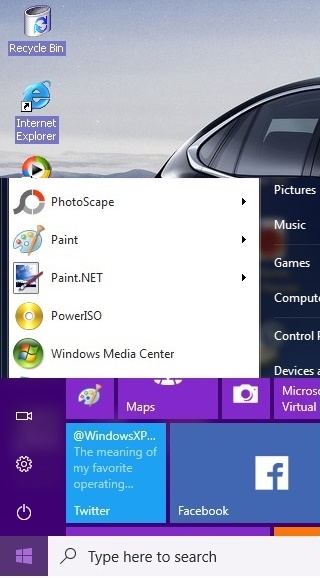 Recycle Bin
Internet
Explorer
PhotoScape
Paint
Paint.NET
PowerISO
Windows Media Center
Pictures
Music
Games
Compute
Control P
Devices a
Maps
Microso
Virtual
@WindowsXP...
The meaning of
my favorite
operating...
Twitter
Facebook
Type here to search